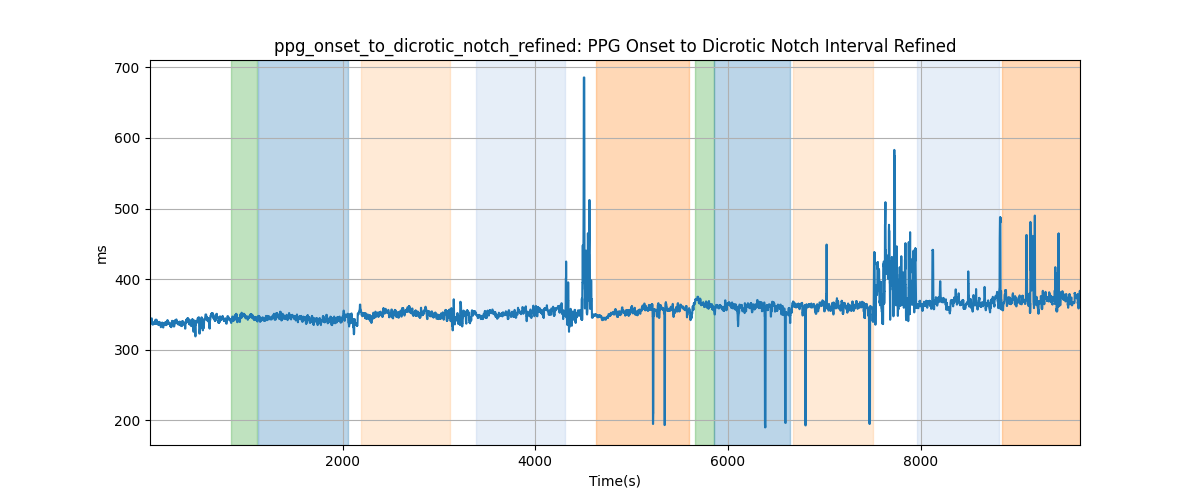 ppg_onset_to_dicrotic_notch_refined: PPG Onset to Dicrotic Notch Interval Refined
700
600
500
400
300
200
ms
2000 4000 6000 8000
Time(s)